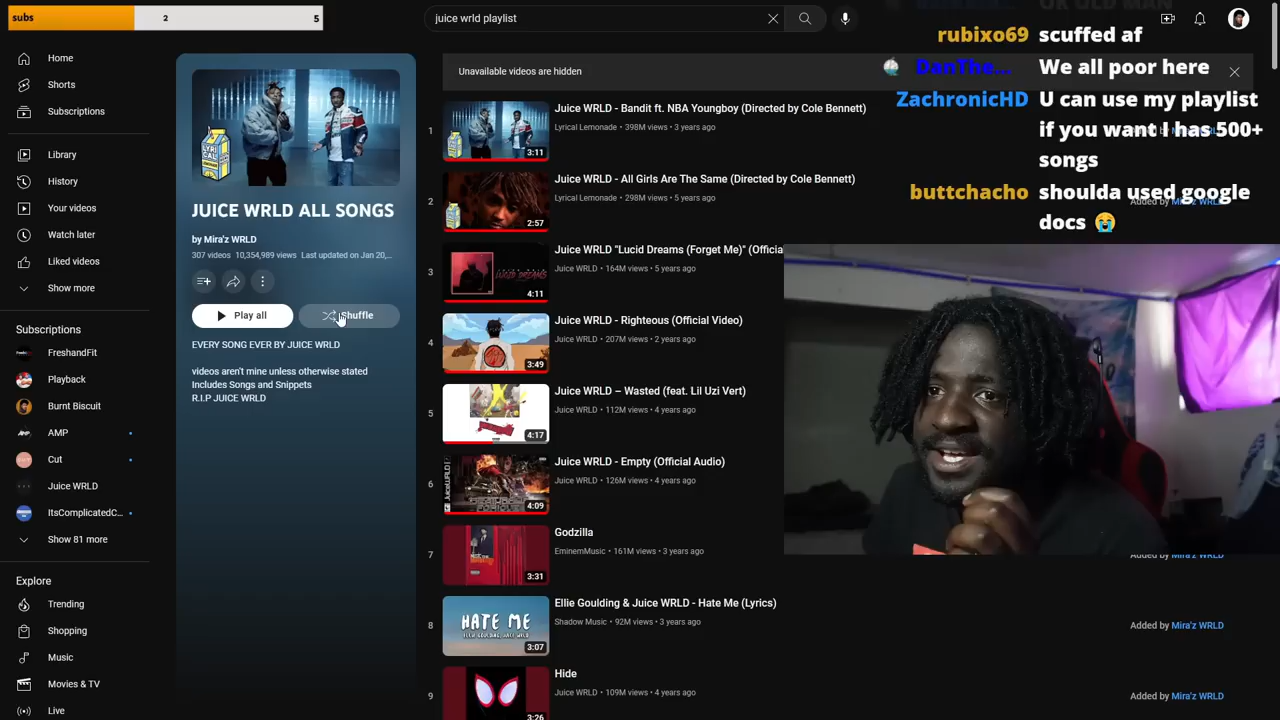 subs
2
5
juice wrld playlist
Home
Shorts
Subscriptions
Library
History
Your videos
Watch later
Liked videos
Show more
Subscriptions
FreshandFit
Playback
Burnt Biscuit
AMP
Cut
Juice WRLD
ItsComplicatedC...
Show 81 more
Explore
Trending
Shopping
Music
Movies & TV
Live
JUICE WRLD ALL SONGS
by Mira'z WRLD
307 videos 10,354,989 views Last updated on Jan 20,...
Play all
Shuffle
EVERY SONG EVER BY JUICE WRLD
videos aren't mine unless otherwise stated
Includes Songs and Snippets
R.I.P JUICE WRLD
Unavailable videos are hidden
1
3:11
Juice WRLD - Bandit ft. NBA Youngboy (Directed by Cole Bennett)
Lyrical Lemonade • 398M views • 3 years ago
2
2:57
Juice WRLD - All Girls Are The Same (Directed by Cole Bennett)
Lyrical Lemonade • 298M views • 5 years ago
3
4:11
Juice WRLD "Lucid Dreams (Forget Me)" (Officia
Juice WRLD • 164M views • 5 years ago
4
3:49
Juice WRLD - Righteous (Official Video)
Juice WRLD • 207M views • 2 years ago
5
4:17
Juice WRLD – Wasted (feat. Lil Uzi Vert)
Juice WRLD • 112M views • 4 years ago
6
4:09
Juice WRLD - Empty (Official Audio)
Juice WRLD • 126M views • 4 years ago
7
3:31
Godzilla
EminemMusic • 161M views • 3 years ago
Added by Mira'z WRLD
8
HATE ME
3:07
Ellie Goulding & Juice WRLD - Hate Me (Lyrics)
Shadow Music • 92M views • 3 years ago
Added by Mira'z WRLD
9
3:26
Hide
Juice WRLD • 109M views • 4 years ago
Added by Mira'z WRLD
OK OLD MAN
rubixo69 scuffed af
DanThe... We all poor here
ZachronicHD U can use my playlist
if you want I has 500+
songs
buttchacho shoulda used google
docs 😭